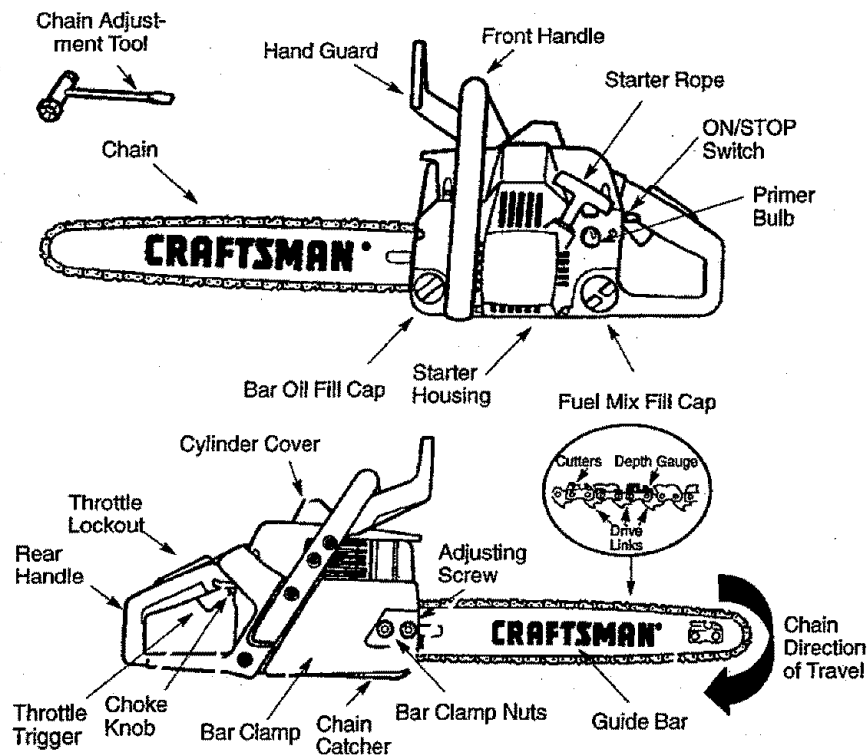 Chain Adjust-
ment Tool
Hand Guard
Front Handle
Starter Rope
ON/STOP
Switch
Chain
Primer
Bulb
CRAFTSMAN
Bar Oil Fill Cap
Starter
Housing
Fuel Mix Fill Cap
Cylinder Cover
Cutters
Depth Gauge
Drive
Links
Throttle
Lockout
Rear
Handle
Adjusting
Screw
CRAFTSMAN
Chain
Direction
of Travel
Throttle
Trigger
Choke
Knob
Bar Clamp
Chain
Catcher
Bar Clamp Nuts
Guide Bar